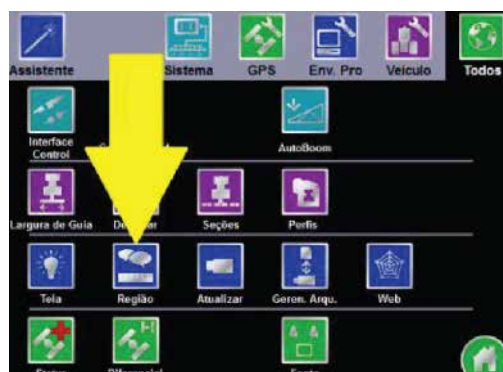 Assistente Sistema GPS Env. Pro Veículo Todos
Interface
Control AutoBoom
Largura de Guia Seções Perfis
Tela Região Atualizar Geren. Arqu. Web